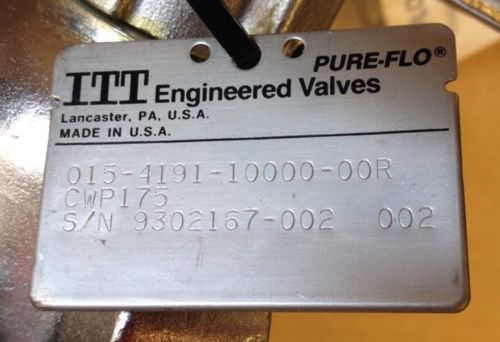 PURE-FLO®
ITT Engineered Valves
Lancaster, PA, U.S.A.
MADE IN U.S.A.
015-4191-10000-00R
CWP175
S/N 9302167-002 002